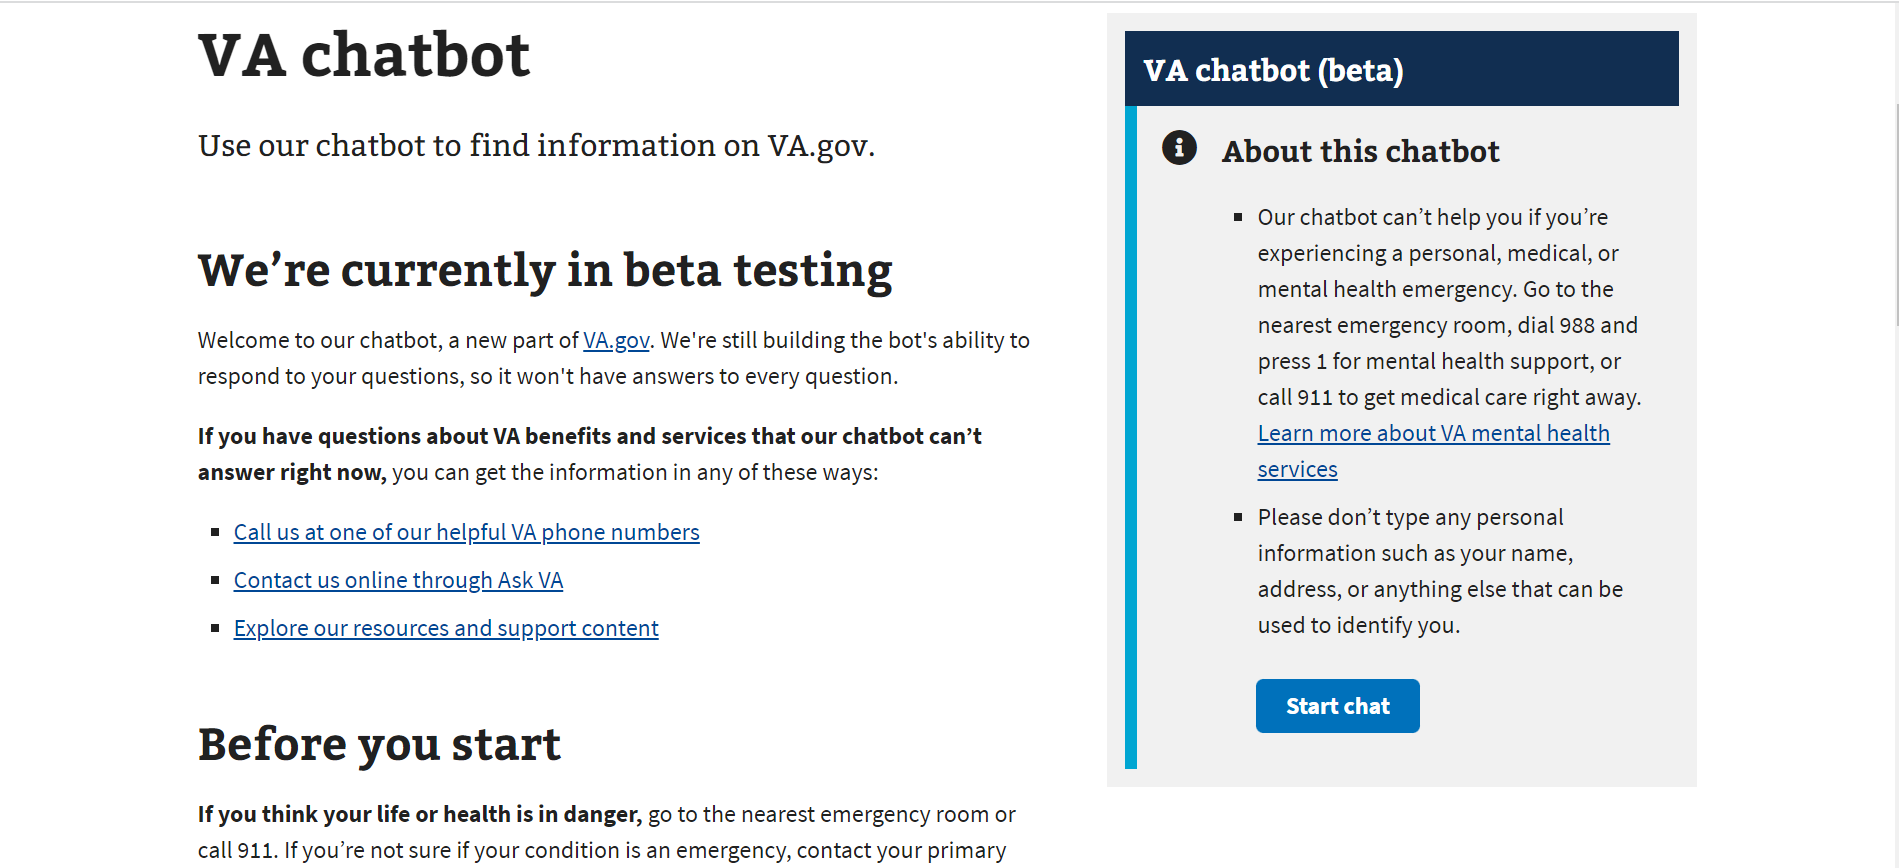 VA chatbot
Use our chatbot to find information on VA.gov.
We’re currently in beta testing
Welcome to our chatbot, a new part of VA.gov. We're still building the bot's ability to
respond to your questions, so it won't have answers to every question.
If you have questions about VA benefits and services that our chatbot can’t
answer right now, you can get the information in any of these ways:
Call us at one of our helpful VA phone numbers
Contact us online through Ask VA
Explore our resources and support content
Before you start
If you think your life or health is in danger, go to the nearest emergency room or
call 911. If you’re not sure if your condition is an emergency, contact your primary
VA chatbot (beta)
About this chatbot
Our chatbot can’t help you if you’re
experiencing a personal, medical, or
mental health emergency. Go to the
nearest emergency room, dial 988 and
press 1 for mental health support, or
call 911 to get medical care right away.
Learn more about VA mental health
services
Please don’t type any personal
information such as your name,
address, or anything else that can be
used to identify you.
Start chat